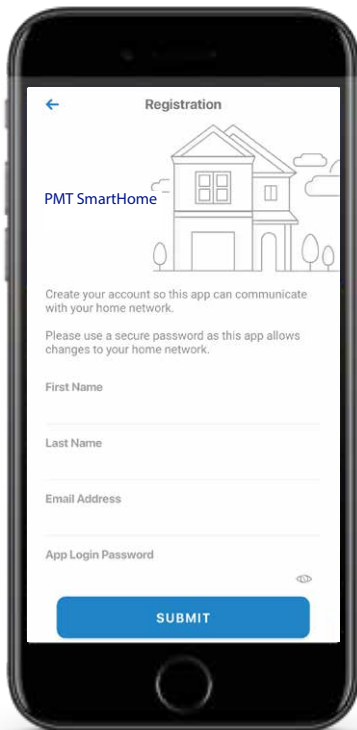 Registration
PMT SmartHome
Create your account so this app can communicate
with your home network.
Please use a secure password as this app allows
changes to your home network.
First Name
Last Name
Email Address
App Login Password
SUBMIT